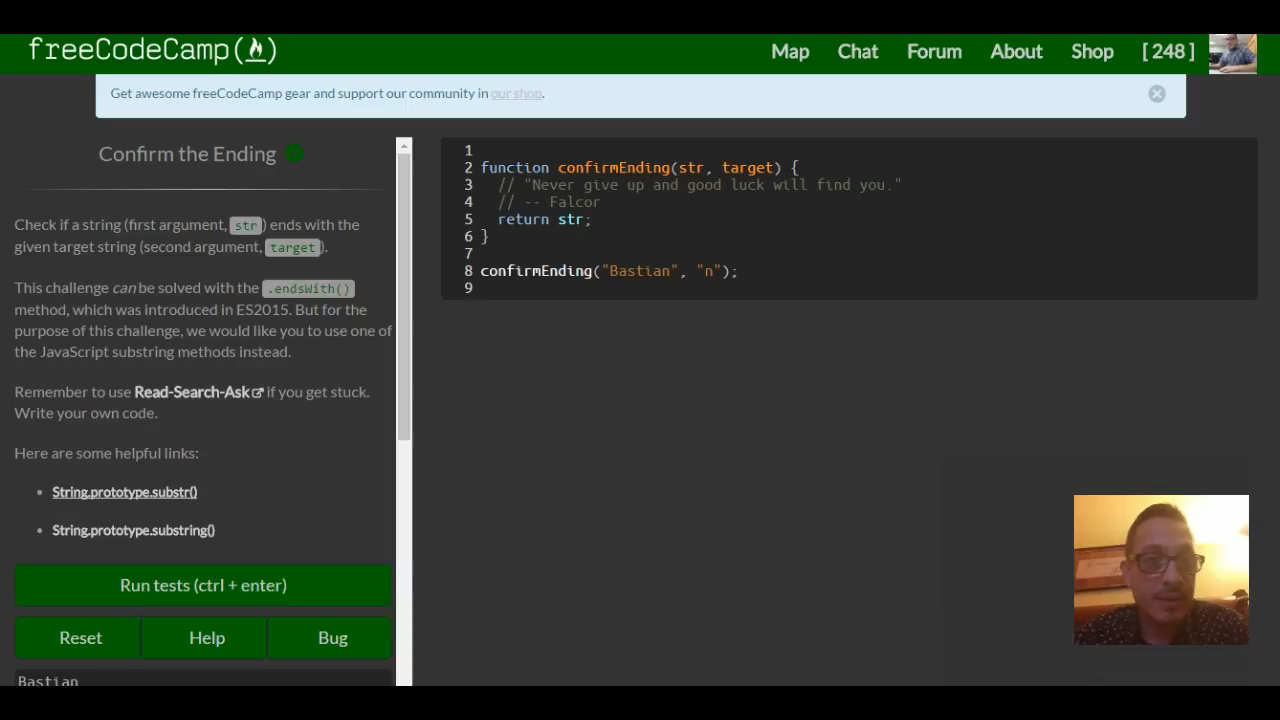 freeCodeCamp(🔥)
Map Chat Forum About Shop [ 248 ]
Get awesome freeCodeCamp gear and support our community in our shop.
Confirm the Ending
Check if a string (first argument, str) ends with the
given target string (second argument, target).
This challenge can be solved with the .endsWith()
method, which was introduced in ES2015. But for the
purpose of this challenge, we would like you to use one of
the JavaScript substring methods instead.
Remember to use Read-Search-Ask if you get stuck.
Write your own code.
Here are some helpful links:
• String.prototype.substr()
• String.prototype.substring()
Run tests (ctrl + enter)
Reset Help Bug
Bastian
1
2 function confirmEnding(str, target) {
3 // "Never give up and good luck will find you."
4 // -- Falcor
5 return str;
6 }
7
8 confirmEnding("Bastian", "n");
9